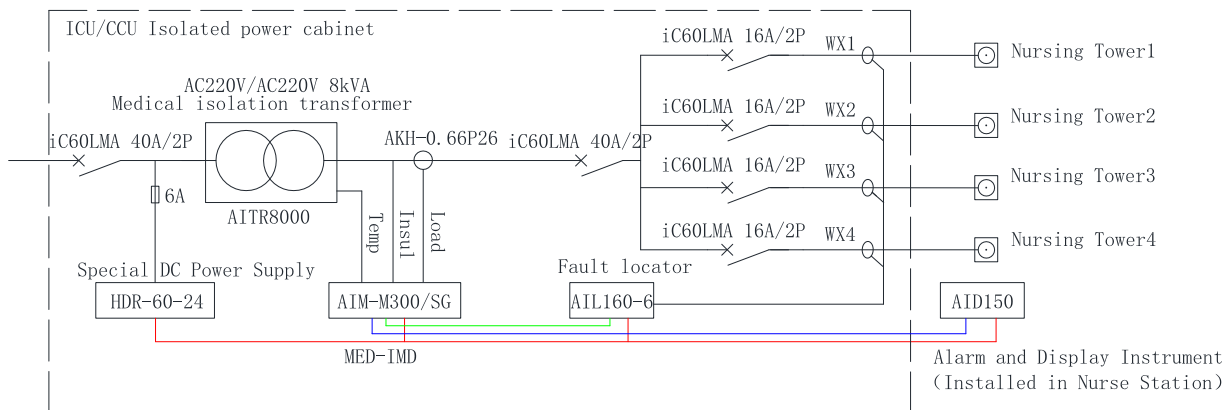 ICU/CCU Isolated power cabinet
iC60LMA 16A/2P
WX1
Nursing Tower1
AC220V/AC220V 8kVA
Medical isolation transformer
iC60LMA 40A/2P
AKH-0.66P26
iC60LMA 40A/2P
iC60LMA 16A/2P
WX2
Nursing Tower2
iC60LMA 16A/2P
WX3
Nursing Tower3
6A
AITR8000
Temp
Insul
Load
iC60LMA 16A/2P
WX4
Nursing Tower4
Special DC Power Supply
Fault locator
HDR-60-24
AIM-M300/SG
AIL160-6
AID150
MED-IMD
Alarm and Display Instrument
(Installed in Nurse Station)